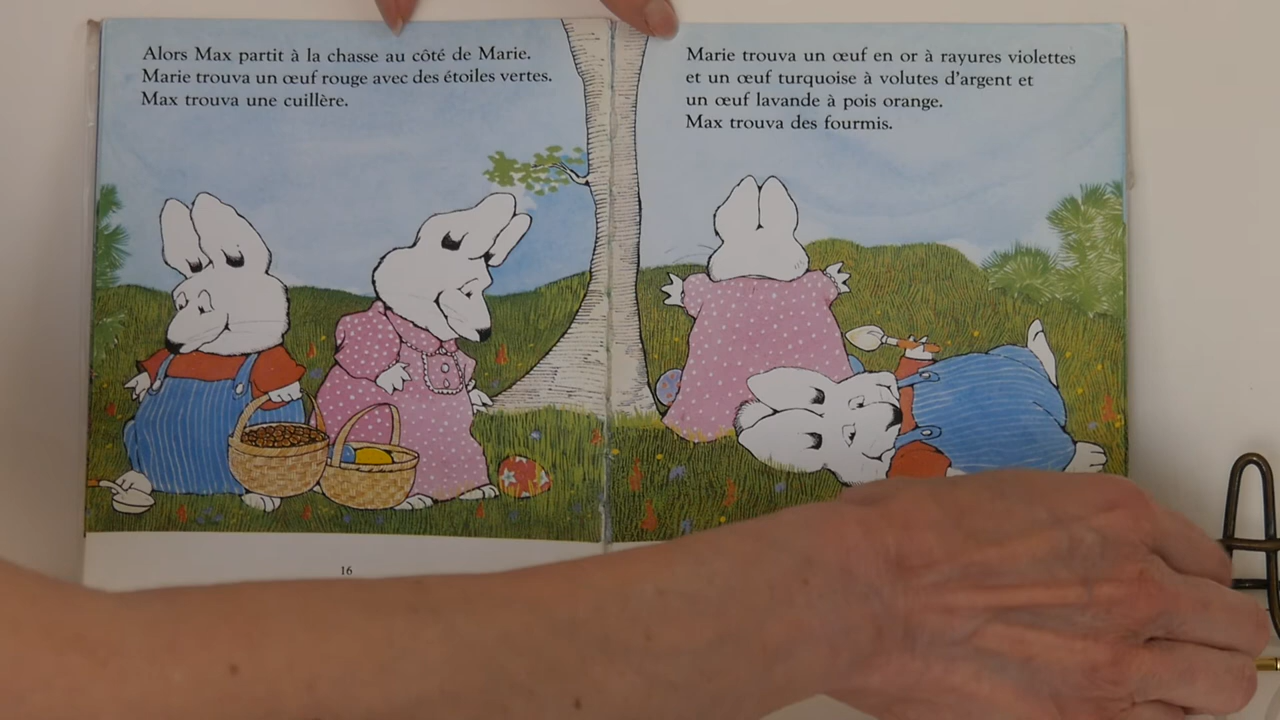 Alors Max partit à la chasse au côté de Marie.
Marie trouva un œuf rouge avec des étoiles vertes.
Max trouva une cuillère.
Marie trouva un œuf en or à rayures violettes
et un œuf turquoise à volutes d'argent et
un œuf lavande à pois orange.
Max trouva des fourmis.
16